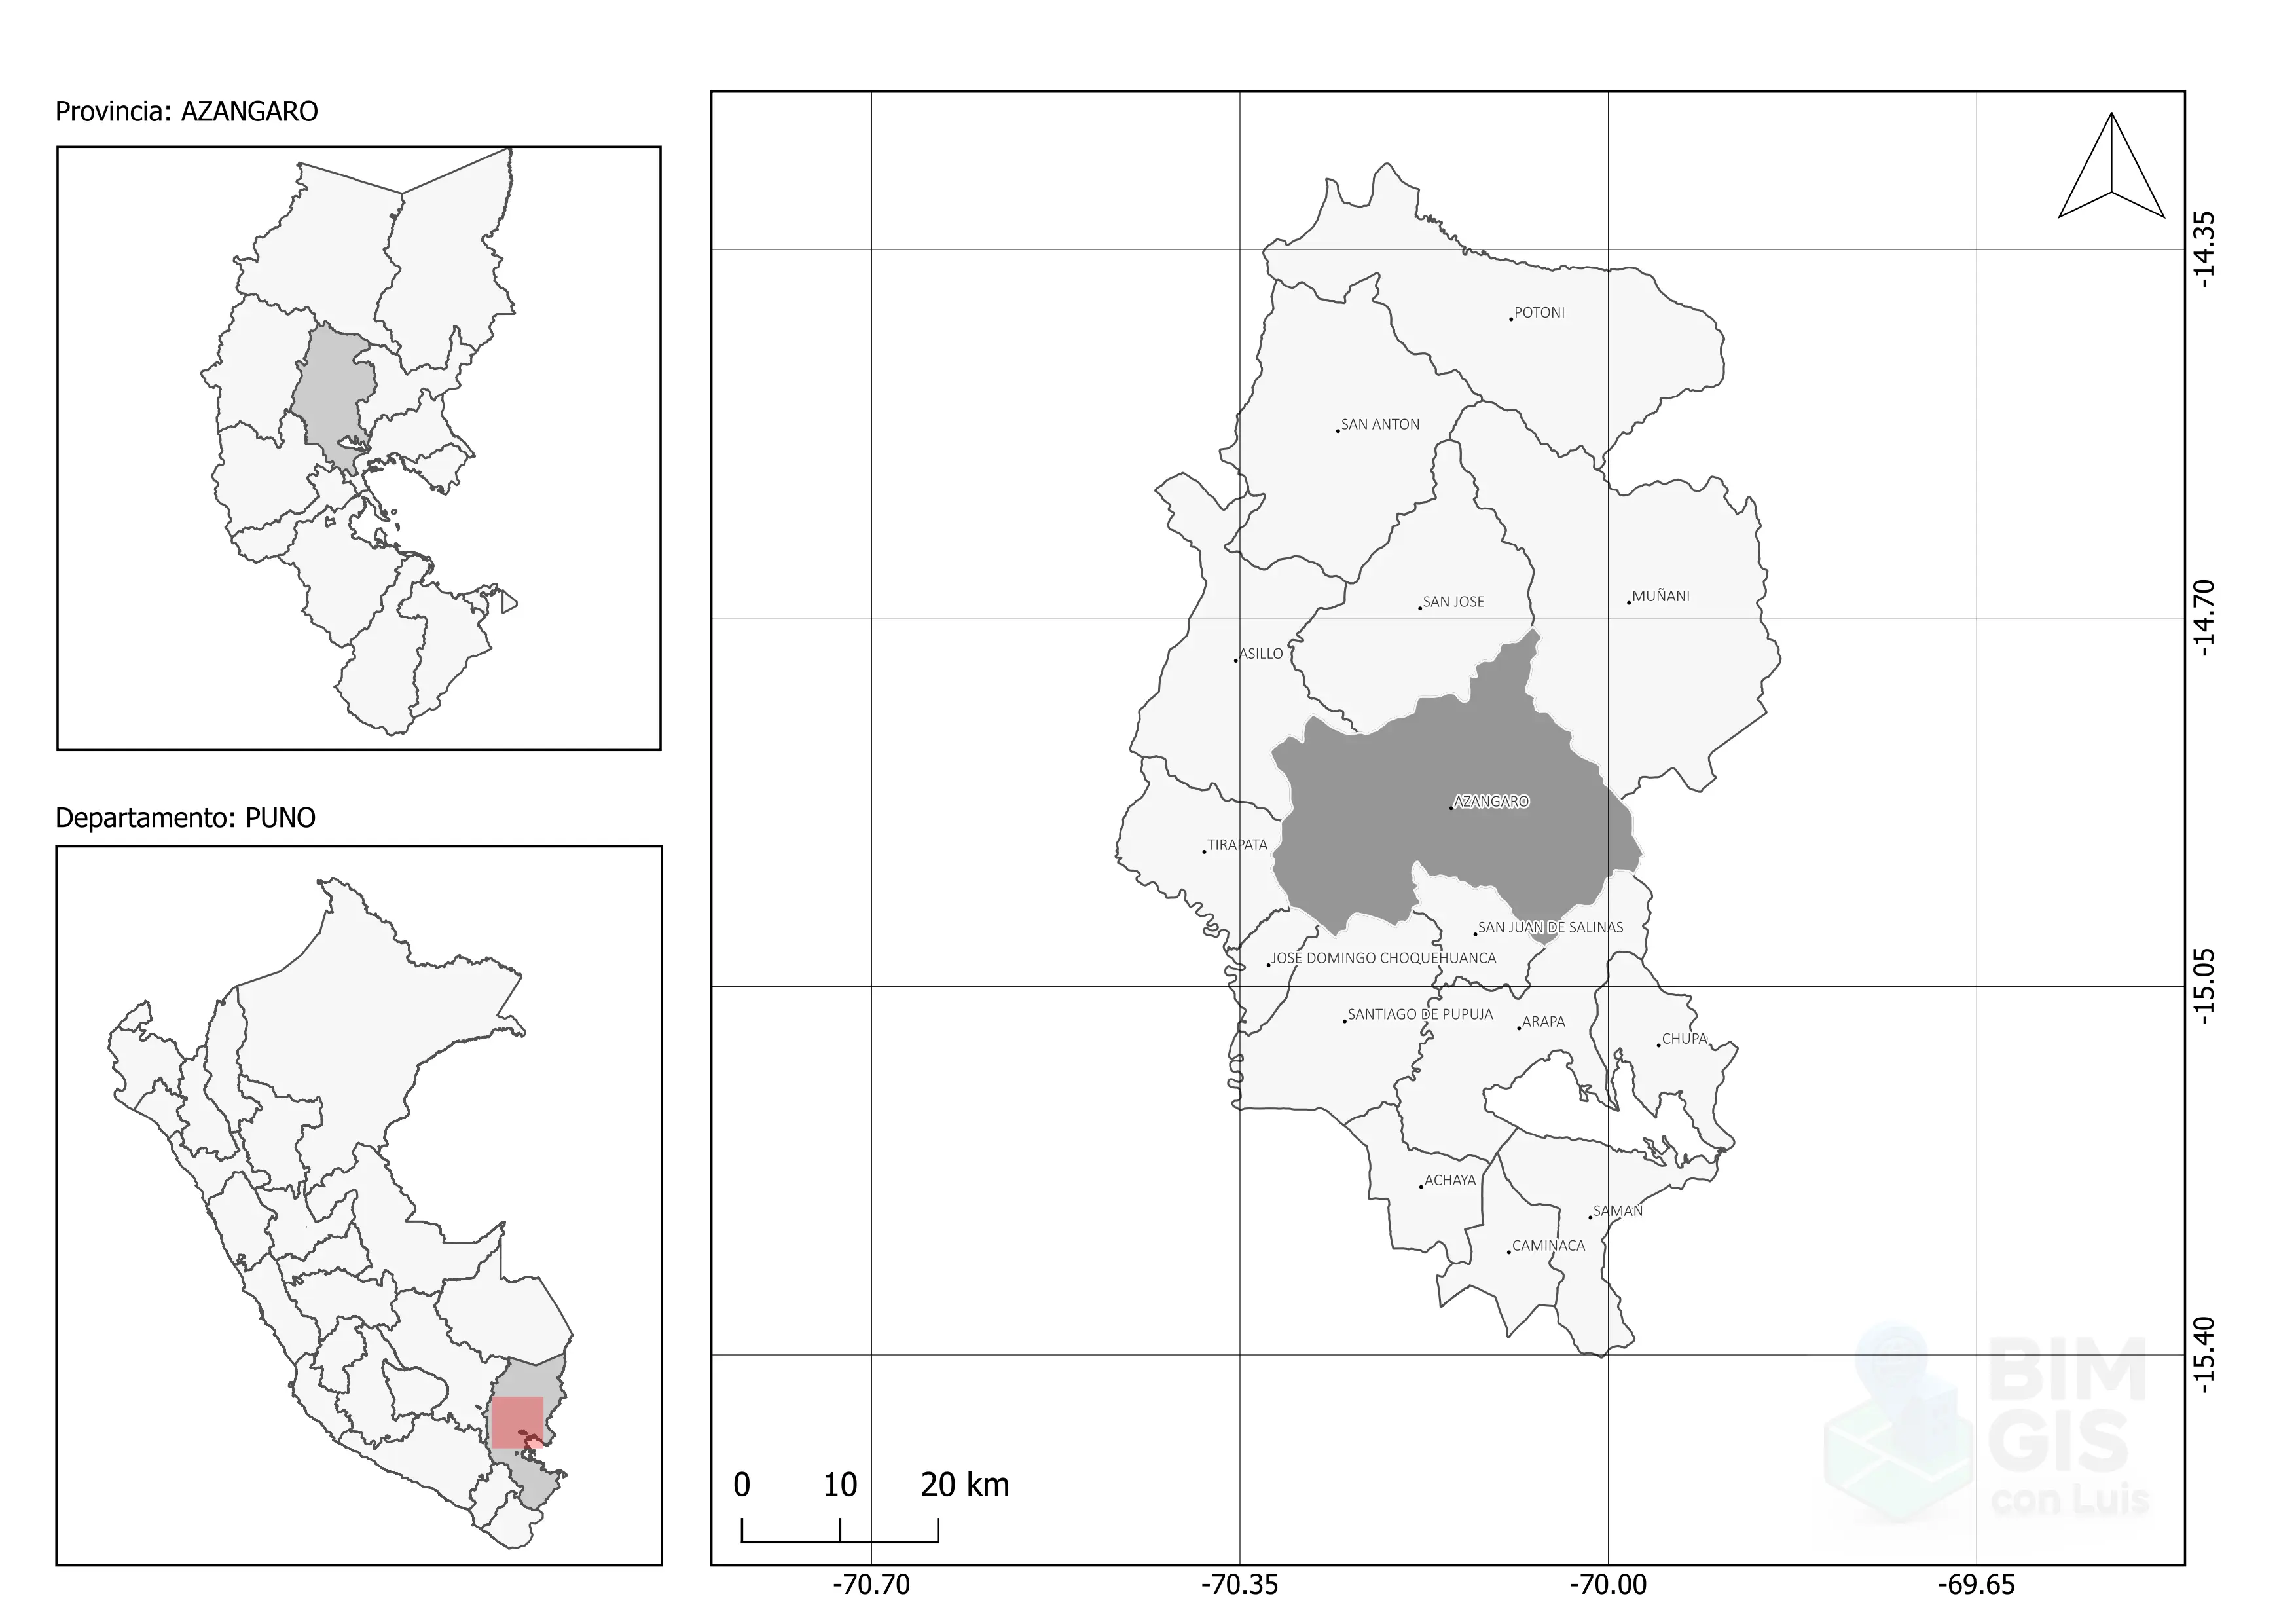 Provincia: AZANGARO
Departamento: PUNO
POTONI
SAN ANTON
SAN JOSE
MUÑANI
ASILLO
AZANGARO
TIRAPATA
SAN JUAN DE SALINAS
JOSE DOMINGO CHOQUEHUANCA
SANTIAGO DE PUPUJA
ARAPA
CHUPA
ACHAYA
SAMAN
CAMINACA
-14.35
-14.70
-15.05
-15.40
0 10 20 km
-70.70 -70.35 -70.00 -69.65
BIM
GIS
con Luis